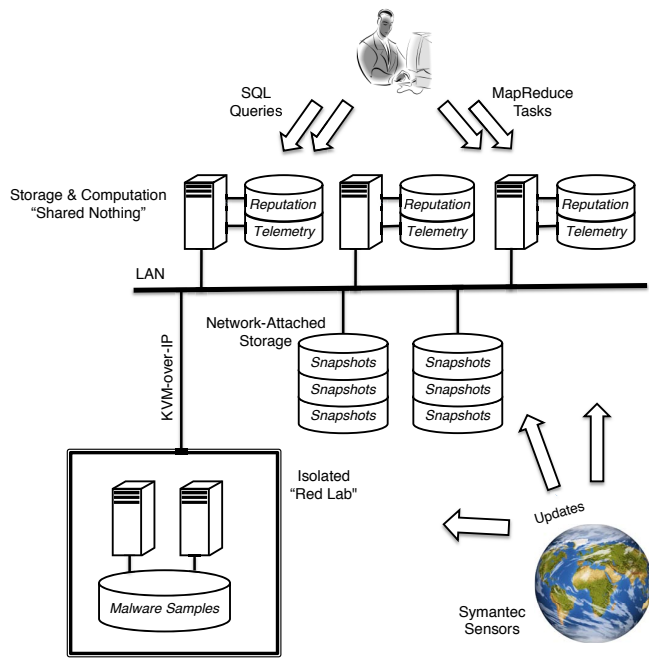 SQL
Queries
MapReduce
Tasks
Storage & Computation
“Shared Nothing”
Reputation
Telemetry
Reputation
Telemetry
Reputation
Telemetry
LAN
Network-Attached
Storage
KVM-over-IP
Snapshots
Snapshots
Snapshots
Snapshots
Snapshots
Snapshots
Isolated
“Red Lab"
Malware Samples
Updates
Symantec
Sensors